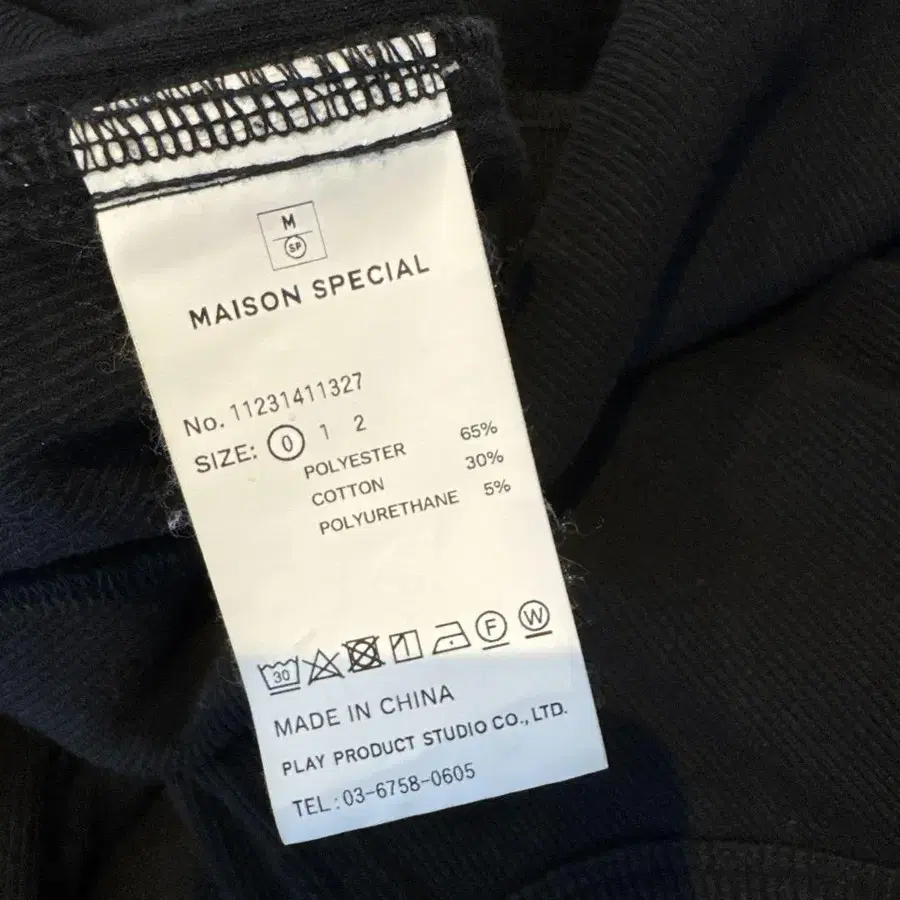 M
SP
MAISON SPECIAL
No. 11231411327
SIZE: 0 1 2
POLYESTER 65%
COTTON 30%
POLYURETHANE 5%
30 F W
MADE IN CHINA
PLAY PRODUCT STUDIO CO., LTD.
TEL : 03-6758-0605